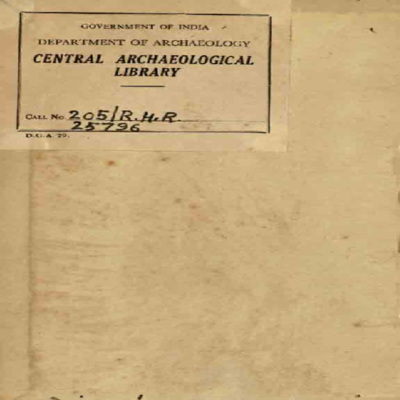 GOVERNMENT OF INDIA
DEPARTMENT OF ARCHAEOLOGY
CENTRAL ARCHAEOLOGICAL
LIBRARY
CALL No. 205/R.H.R.
25796
D.G.A. 79.